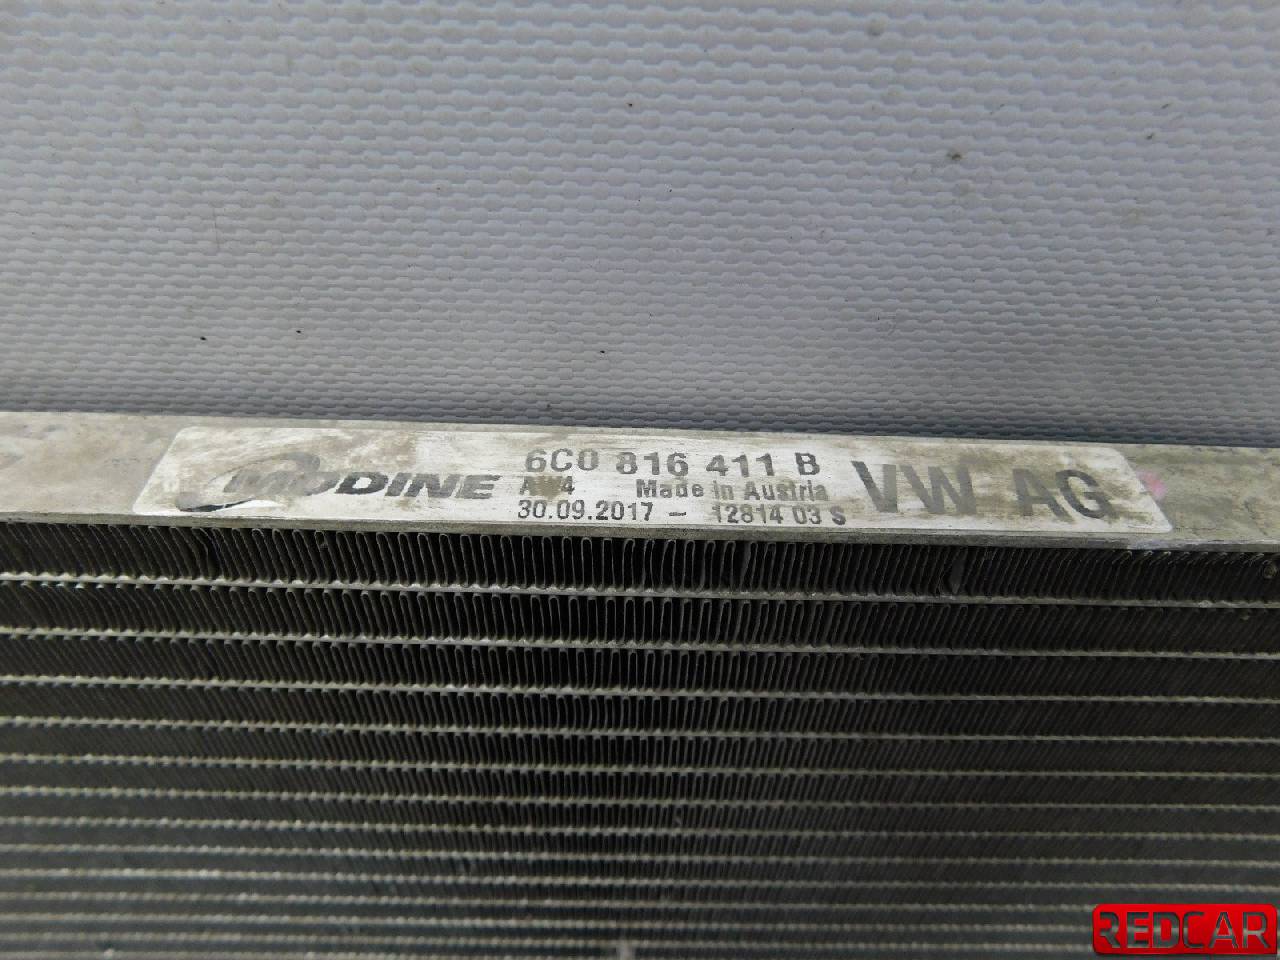 MODINE
6C0 816 411 B
AW4 Made in Austria
30.09.2017 - 12814 03 S
VW AG
REDCAR